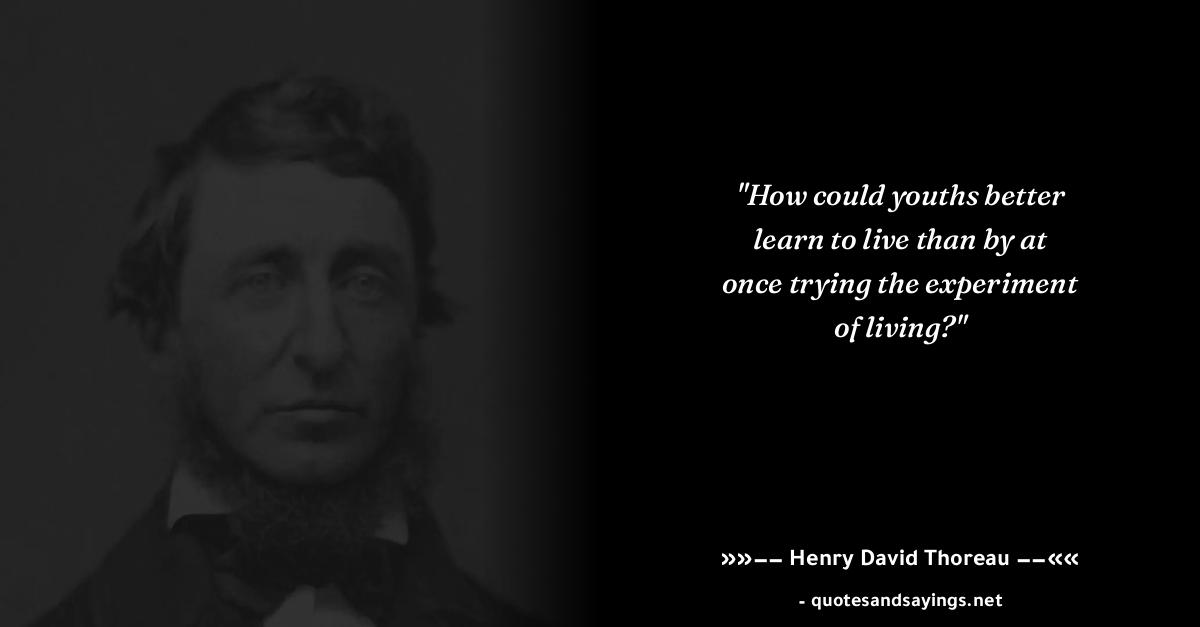 "How could youths better
learn to live than by at
once trying the experiment
of living?"
»»−− Henry David Thoreau −−««
- quotesandsayings.net